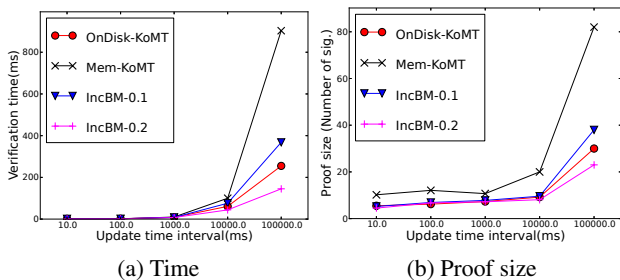 Verification time(ms)
800
600
400
200
0
OnDisk-KoMT
Mem-KoMT
IncBM-0.1
IncBM-0.2
10.0 100.0 1000.0 10000.0 100000.0
Update time interval(ms)
(a) Time
Proof size (Number of sig.)
80
60
40
20
0
OnDisk-KoMT
Mem-KoMT
IncBM-0.1
IncBM-0.2
10.0 100.0 1000.0 10000.0 100000.0
Update time interval(ms)
(b) Proof size